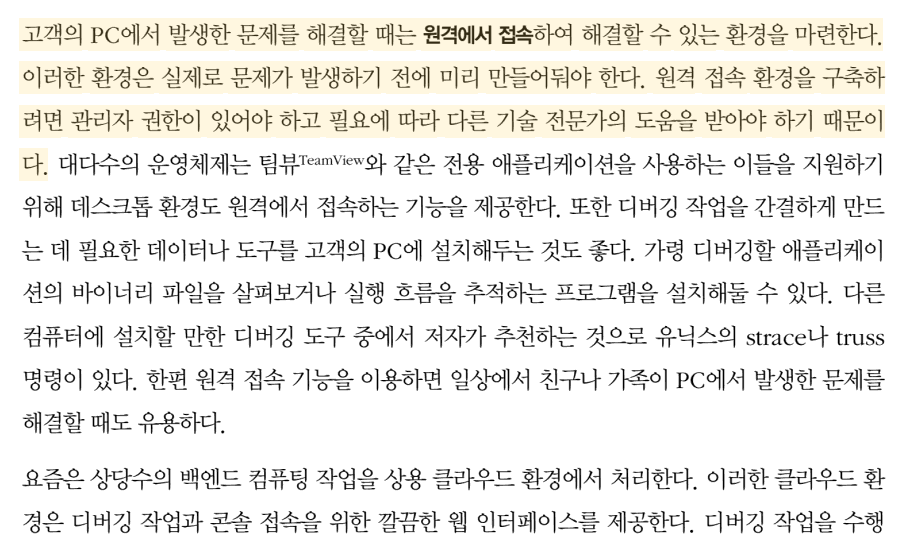 고객의 PC에서 발생한 문제를 해결할 때는 원격에서 접속하여 해결할 수 있는 환경을 마련한다.
이러한 환경은 실제로 문제가 발생하기 전에 미리 만들어둬야 한다. 원격 접속 환경을 구축하
려면 관리자 권한이 있어야 하고 필요에 따라 다른 기술 전문가의 도움을 받아야 하기 때문이
다. 대다수의 운영체제는 팀뷰TeamView와 같은 전용 애플리케이션을 사용하는 이들을 지원하기
위해 데스크톱 환경도 원격에서 접속하는 기능을 제공한다. 또한 디버깅 작업을 간결하게 만드
는 데 필요한 데이터나 도구를 고객의 PC에 설치해두는 것도 좋다. 가령 디버깅할 애플리케이
션의 바이너리 파일을 살펴보거나 실행 흐름을 추적하는 프로그램을 설치해둘 수 있다. 다른
컴퓨터에 설치할 만한 디버깅 도구 중에서 저자가 추천하는 것으로 유닉스의 strace나 truss
명령이 있다. 한편 원격 접속 기능을 이용하면 일상에서 친구나 가족이 PC에서 발생한 문제를
해결할 때도 유용하다.
요즘은 상당수의 백엔드 컴퓨팅 작업을 상용 클라우드 환경에서 처리한다. 이러한 클라우드 환
경은 디버깅 작업과 콘솔 접속을 위한 깔끔한 웹 인터페이스를 제공한다. 디버깅 작업을 수행